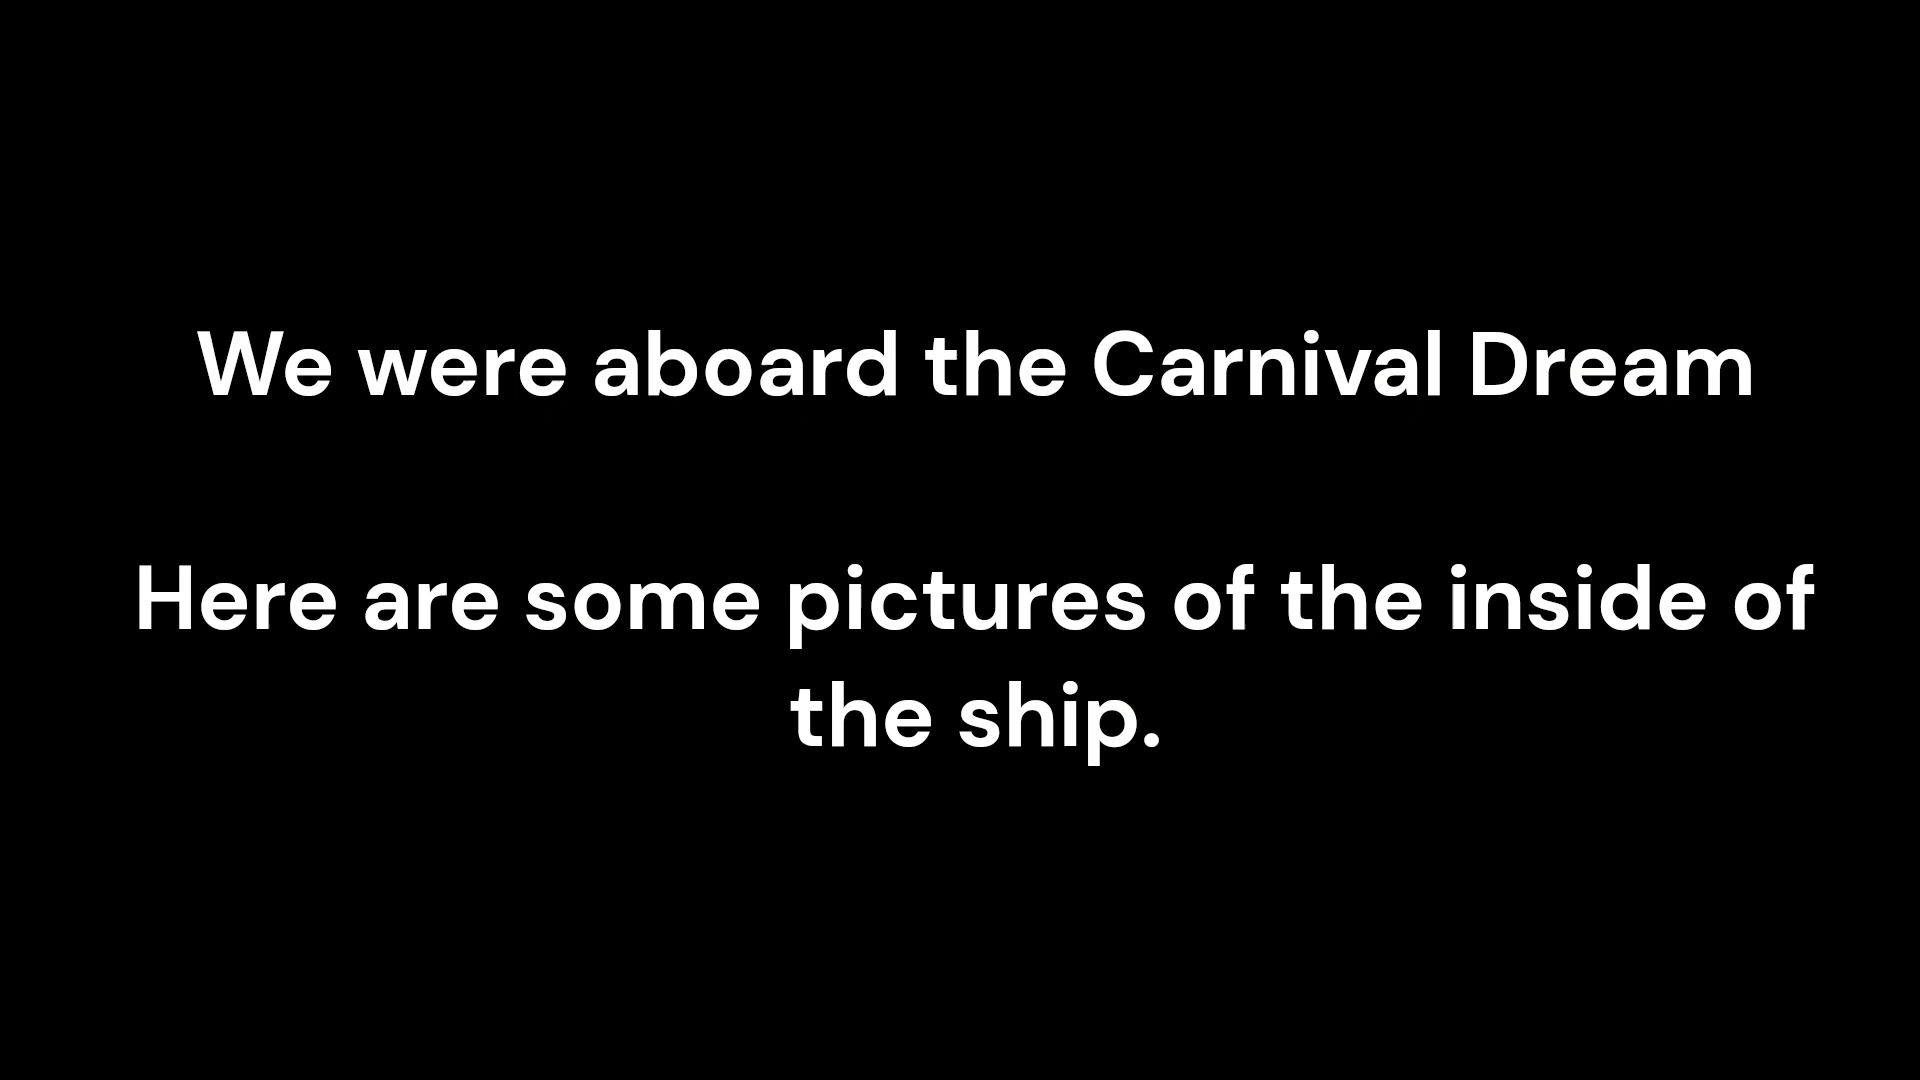 We were aboard the Carnival Dream
Here are some pictures of the inside of
the ship.